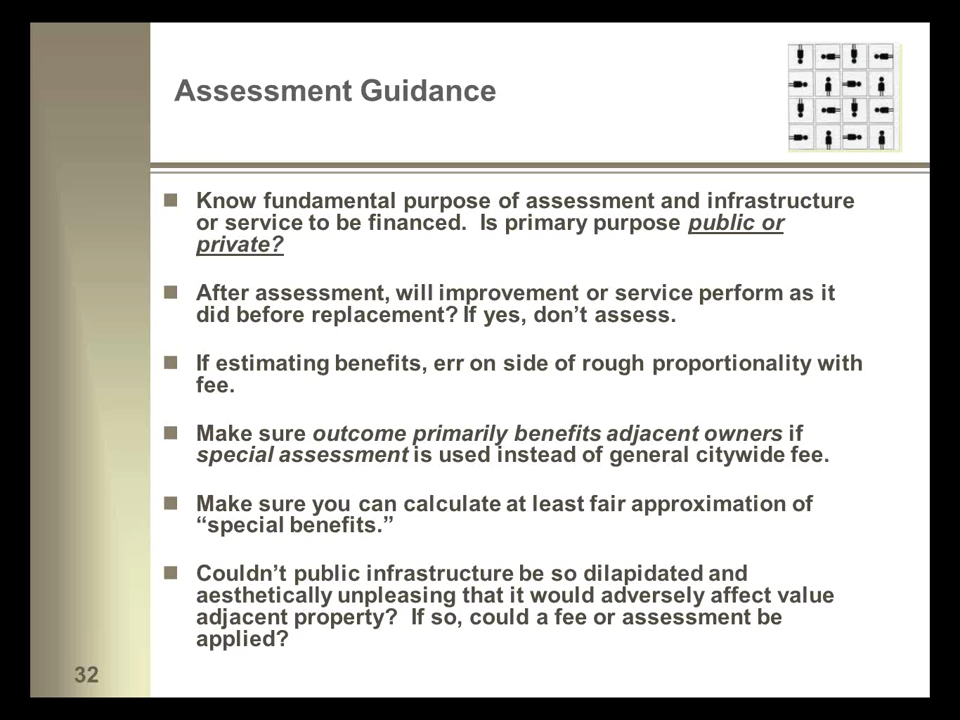 Assessment Guidance
Know fundamental purpose of assessment and infrastructure
or service to be financed.  Is primary purpose public or
private?
After assessment, will improvement or service perform as it
did before replacement? If yes, don’t assess.
If estimating benefits, err on side of rough proportionality with
fee.
Make sure outcome primarily benefits adjacent owners if
special assessment is used instead of general citywide fee.
Make sure you can calculate at least fair approximation of
“special benefits.”
Couldn’t public infrastructure be so dilapidated and
aesthetically unpleasing that it would adversely affect value
adjacent property?  If so, could a fee or assessment be
applied?
32